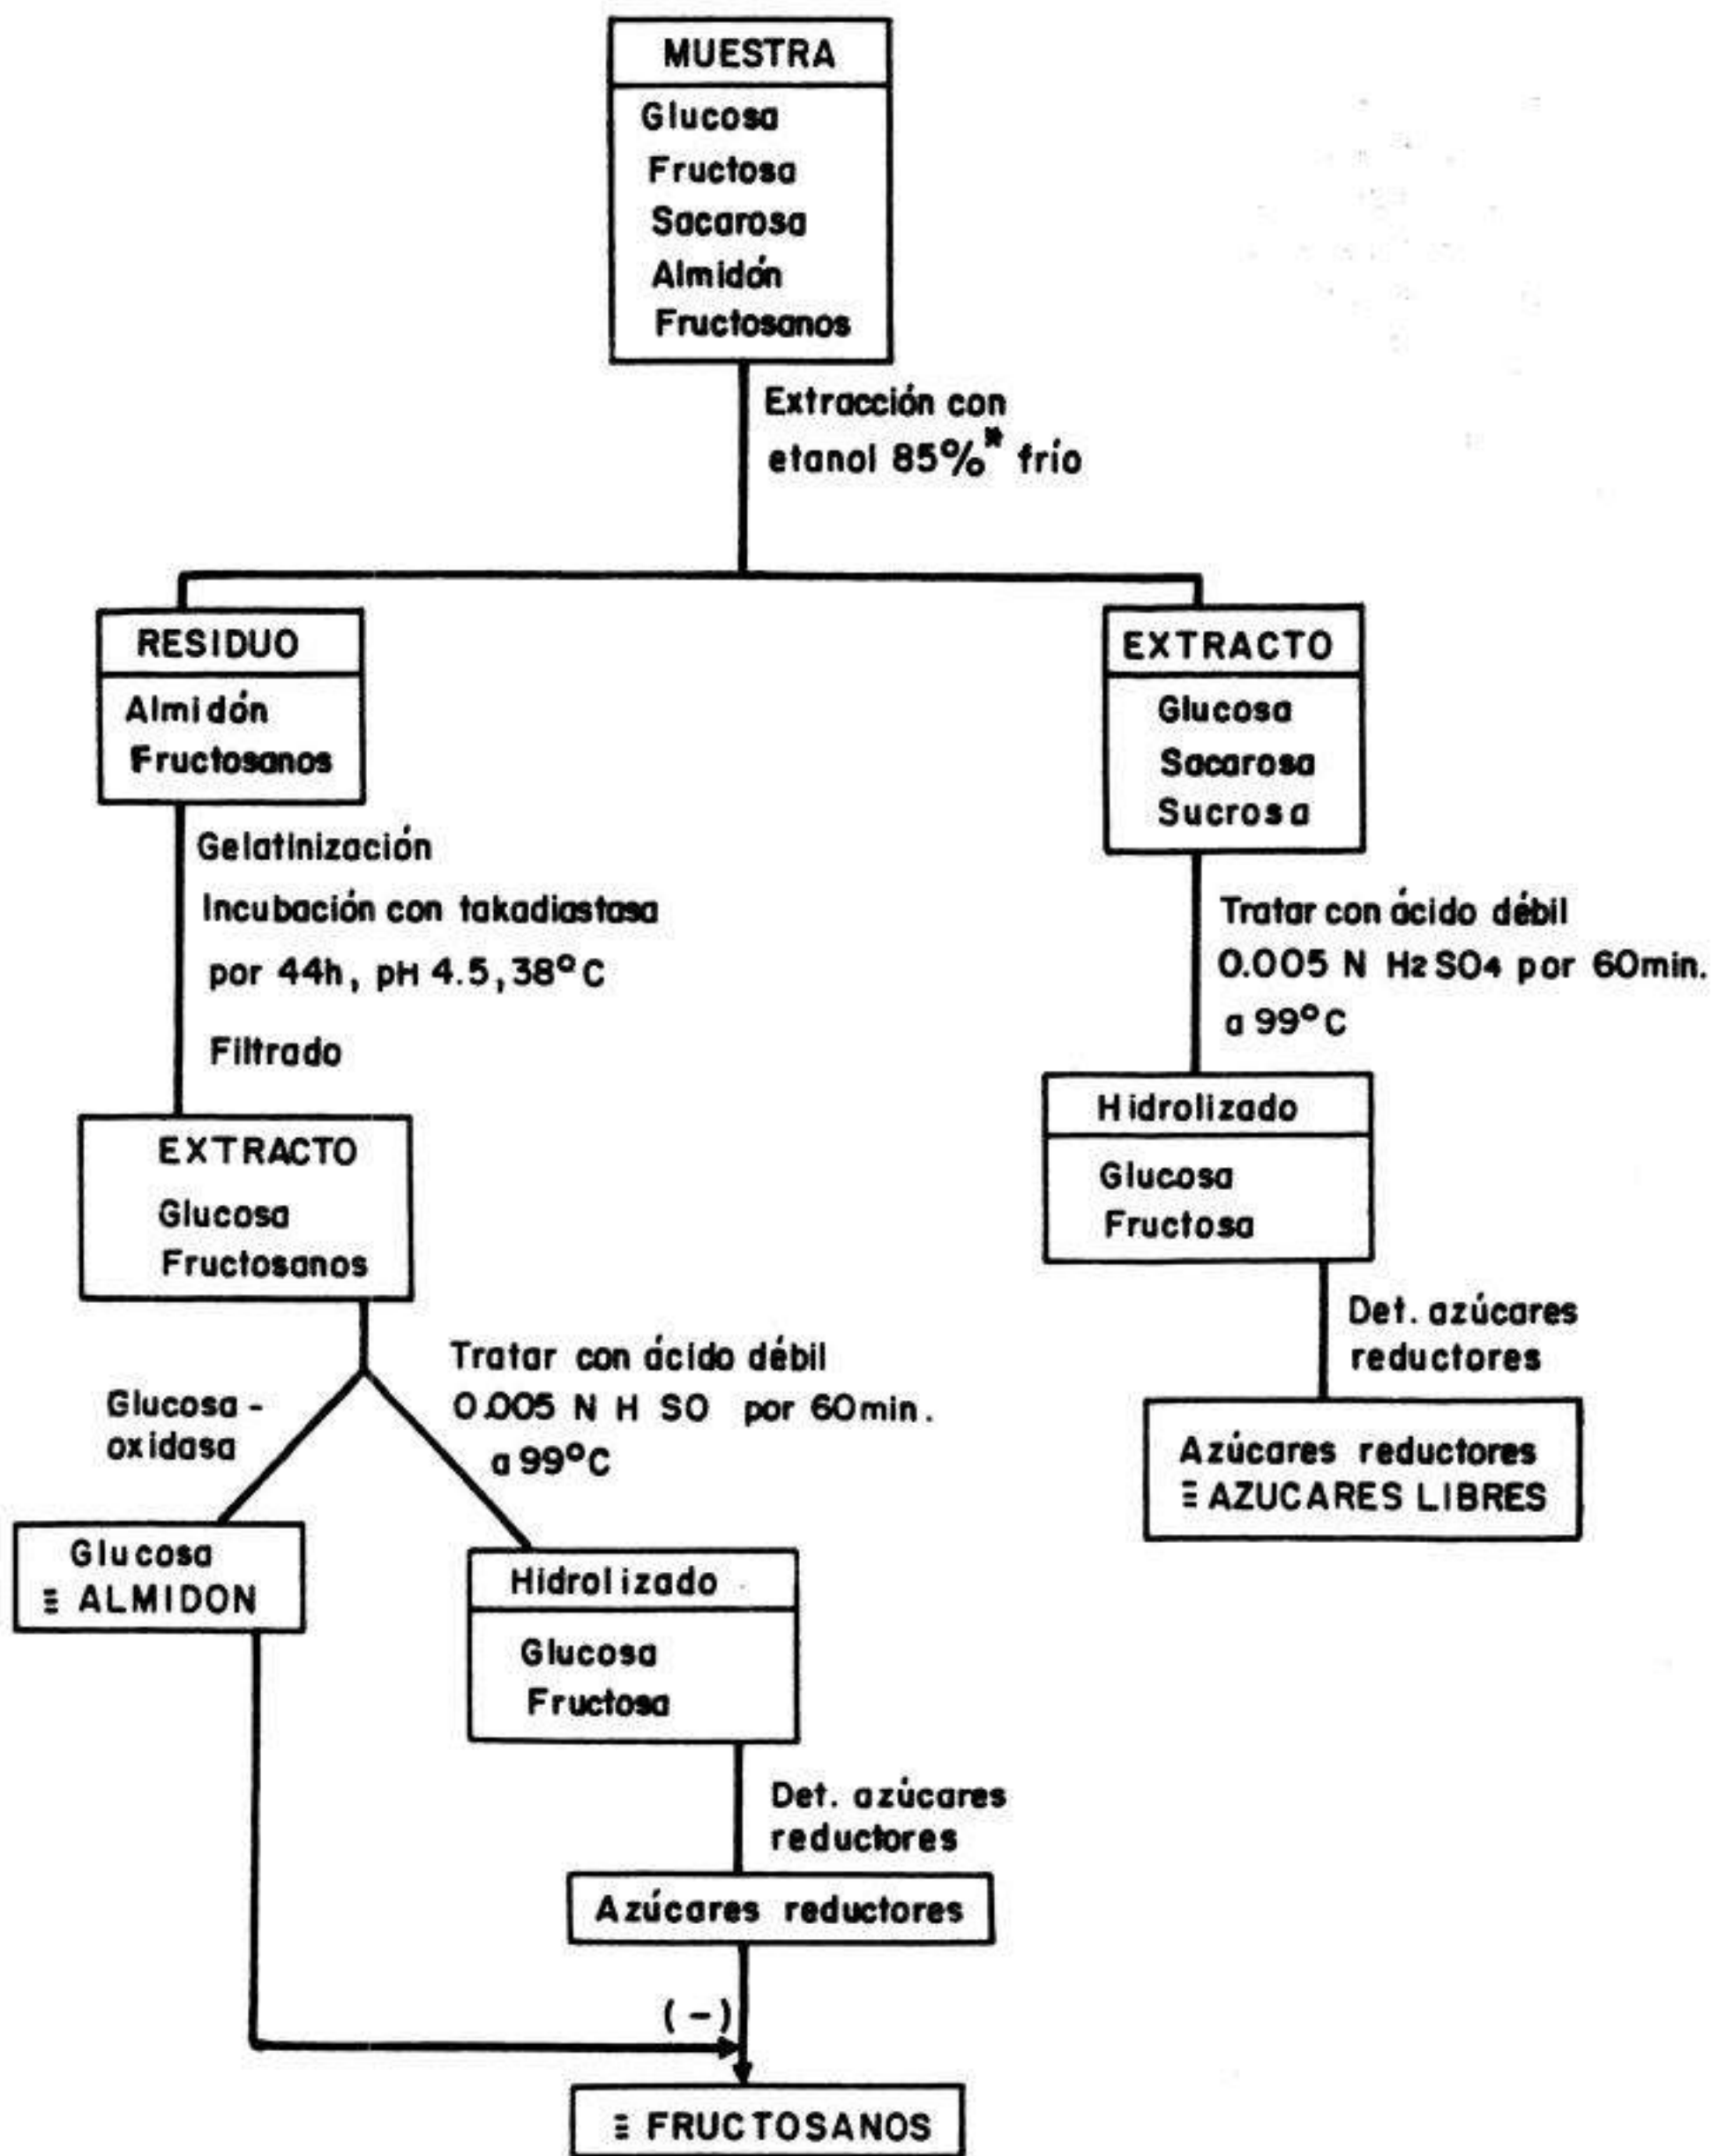 MUESTRA
Glucosa
Fructosa
Sacarosa
Almidón
Fructosanos
Extracción con
etanol 85%* frío
RESIDUO
Almidón
Fructosanos
EXTRACTO
Glucosa
Sacarosa
Sucrosa
Gelatinización
Incubación con takadiastasa
por 44h, pH 4.5, 38°C
Filtrado
Tratar con ácido débil
0.005 N H2 SO4 por 60min.
a 99°C
EXTRACTO
Glucosa
Fructosanos
Hidrolizado
Glucosa
Fructosa
Det. azúcares
reductores
Azúcares reductores
≡ AZUCARES LIBRES
Glucosa-
oxidasa
Tratar con ácido débil
0.005 N H SO por 60min.
a 99°C
Glucosa
≡ ALMIDON
Hidrolizado
Glucosa
Fructosa
Det. azúcares
reductores
Azúcares reductores
(-)
≡ FRUCTOSANOS